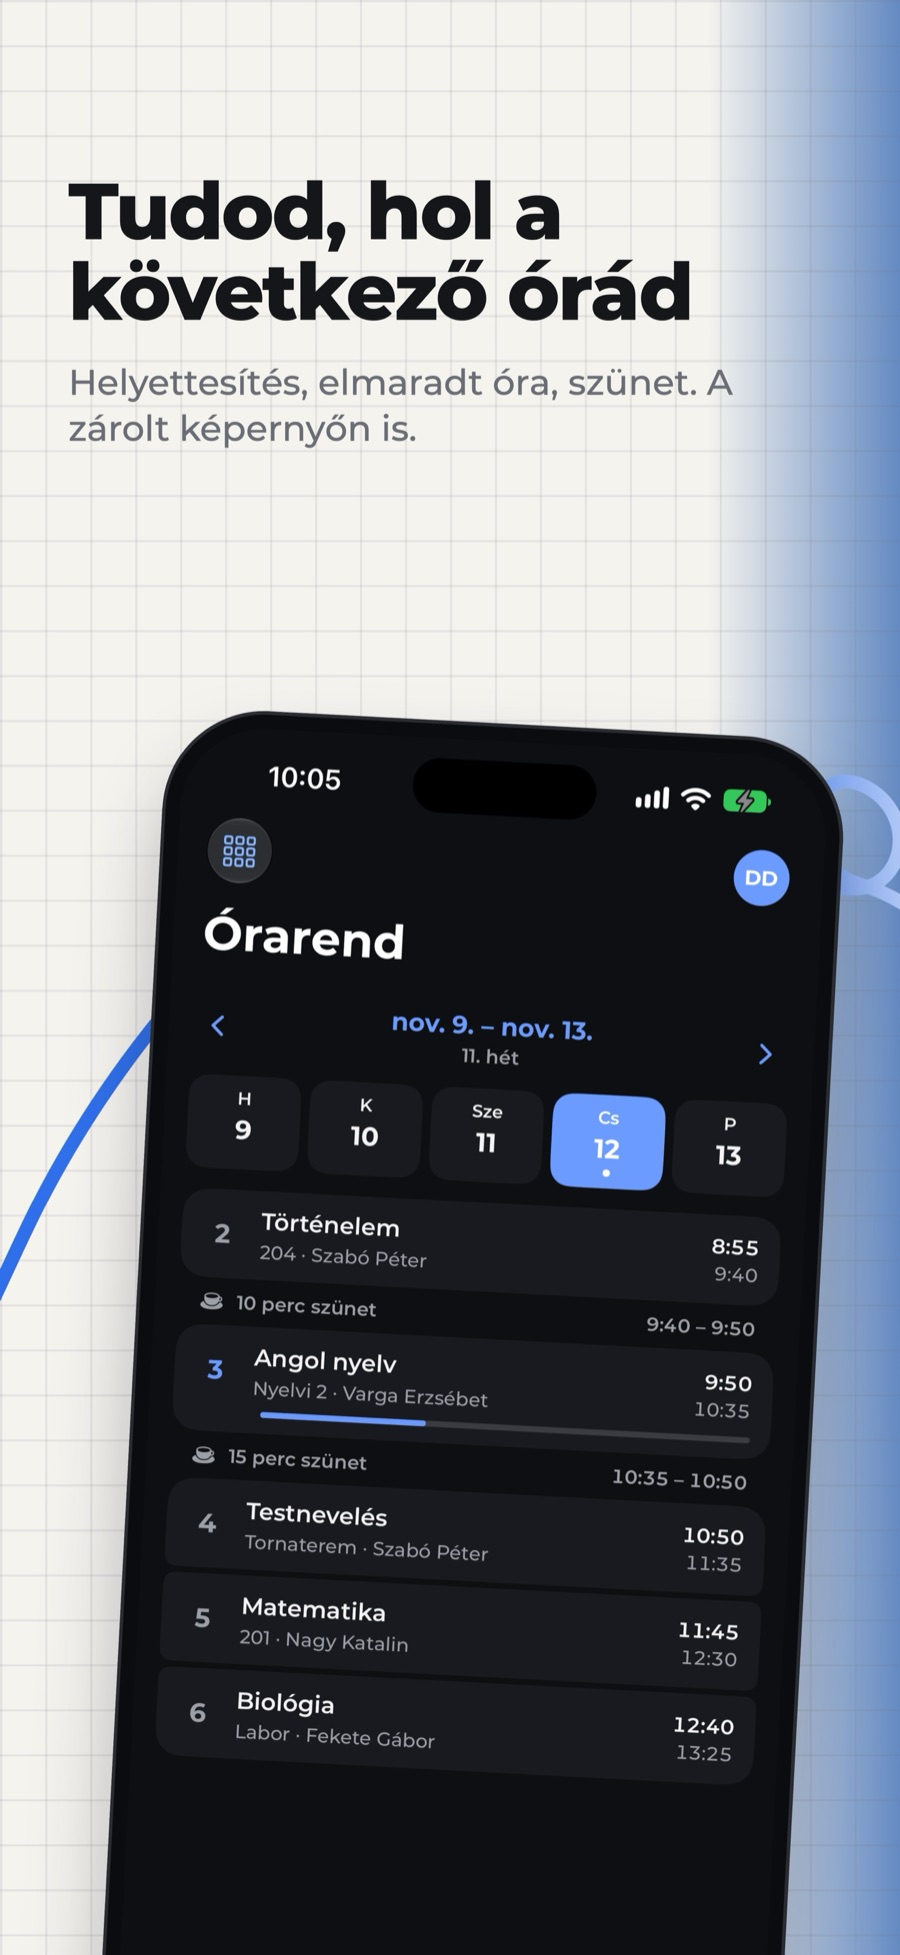 Tudod, hol a
következő órád
Helyettesítés, elmaradt óra, szünet. A
zárolt képernyőn is.
10:05
DD
Órarend
nov. 9. – nov. 13.
11. hét
H
9
K
10
Sze
11
Cs
12
P
13
2
Történelem
204 · Szabó Péter
8:55
9:40
10 perc szünet
9:40 – 9:50
3
Angol nyelv
Nyelvi 2 · Varga Erzsébet
9:50
10:35
15 perc szünet
10:35 – 10:50
4
Testnevelés
Tornaterem · Szabó Péter
10:50
11:35
5
Matematika
201 · Nagy Katalin
11:45
12:30
6
Biológia
Labor · Fekete Gábor
12:40
13:25